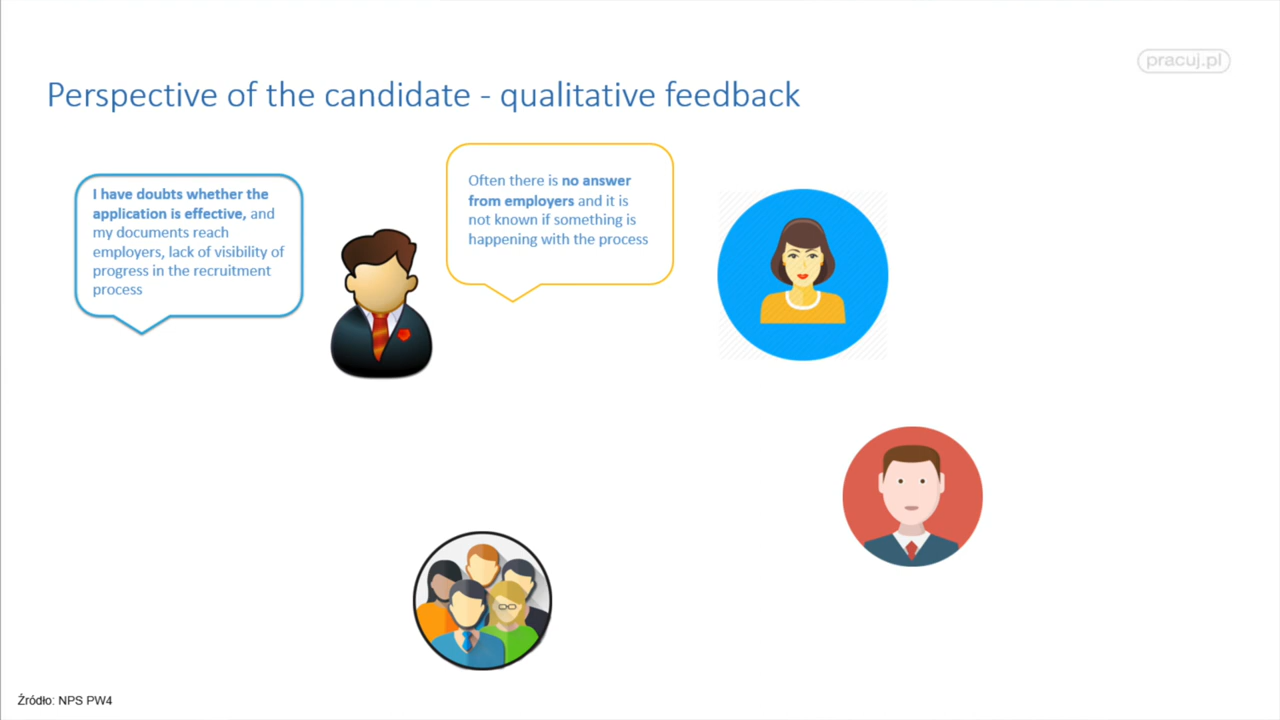 pracuj.pl
Perspective of the candidate - qualitative feedback
I have doubts whether the
application is effective, and
my documents reach
employers, lack of visibility of
progress in the recruitment
process
Often there is no answer
from employers and it is
not known if something is
happening with the process
Źródło: NPS PW4